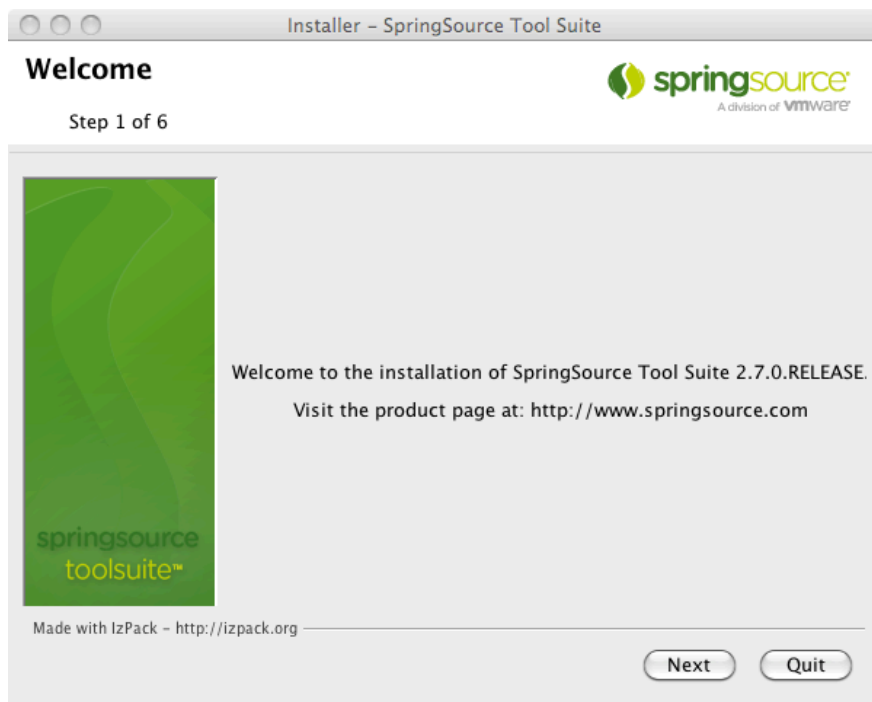 Installer – SpringSource Tool Suite
Welcome
springsource
A division of vmware
Step 1 of 6
Welcome to the installation of SpringSource Tool Suite 2.7.0.RELEASE.
Visit the product page at: http://www.springsource.com
springsource
toolsuite™
Made with IzPack – http://izpack.org
Next Quit